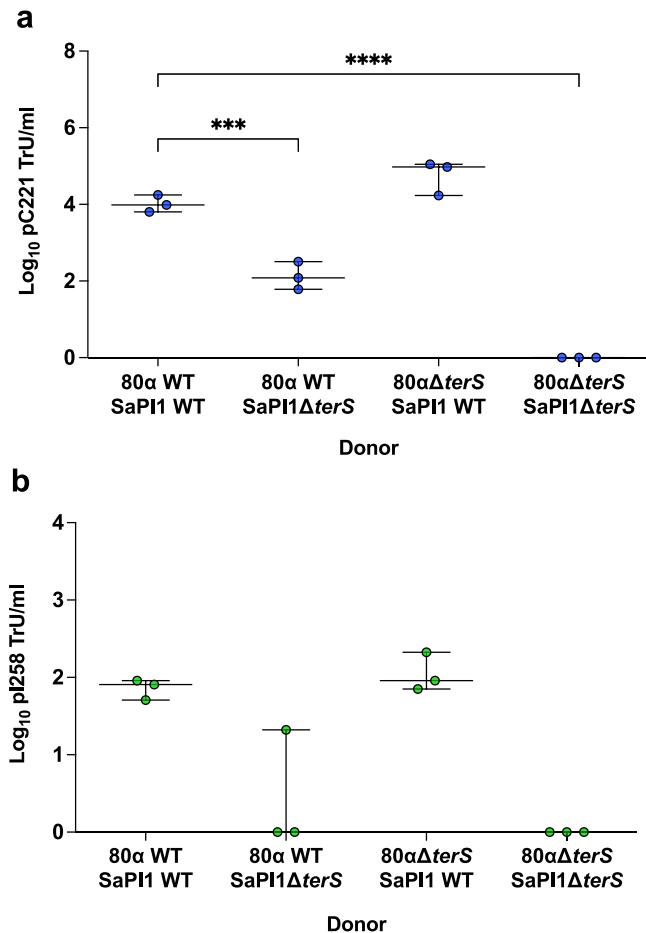 a
Log10 pC221 TrU/ml
8
6
4
2
0
****
***
80α WT
SaPI1 WT
80α WT
SaPI1ΔterS
80αΔterS
SaPI1 WT
80αΔterS
SaPI1ΔterS
Donor
b
Log10 pI258 TrU/ml
4
3
2
1
0
80α WT
SaPI1 WT
80α WT
SaPI1ΔterS
80αΔterS
SaPI1 WT
80αΔterS
SaPI1ΔterS
Donor